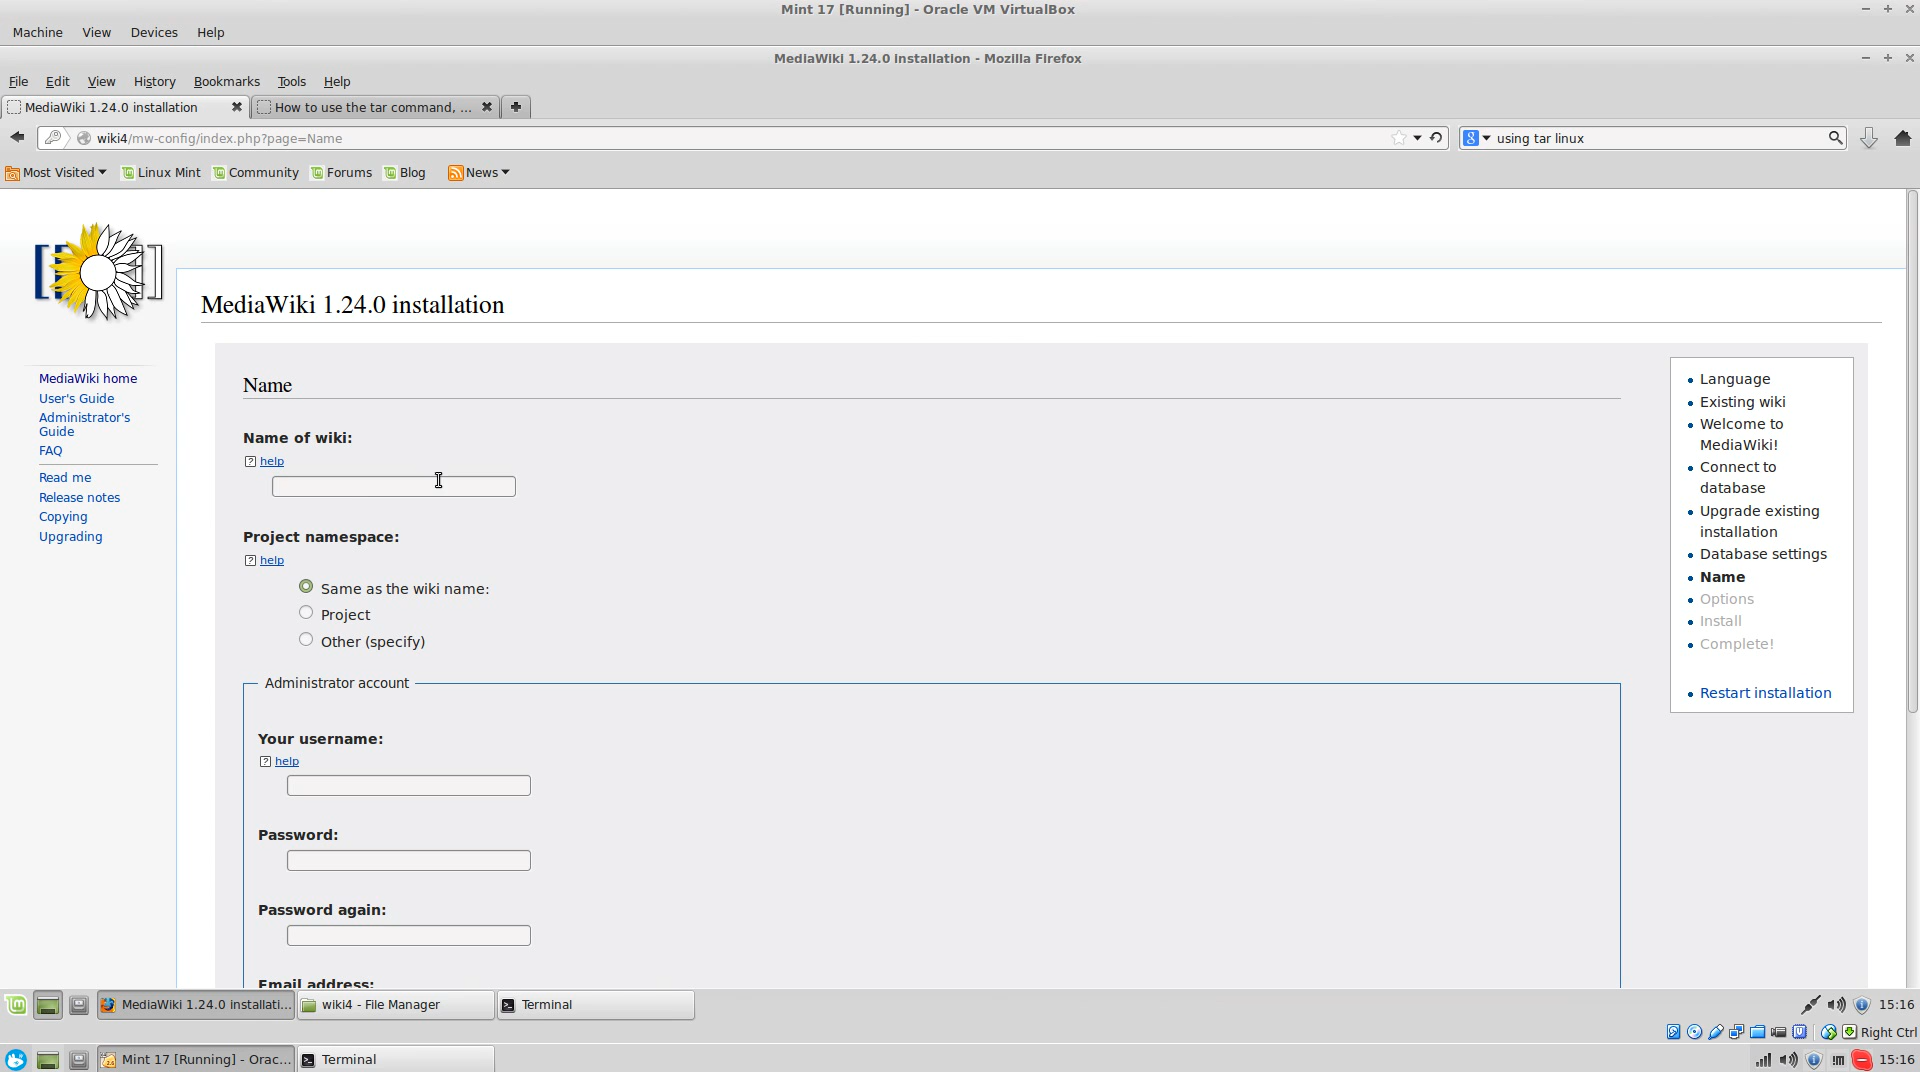 Mint 17 [Running] - Oracle VM VirtualBox
Machine View Devices Help
MediaWiki 1.24.0 installation - Mozilla Firefox
File Edit View History Bookmarks Tools Help
MediaWiki 1.24.0 installation How to use the tar command, ...
wiki4/mw-config/index.php?page=Name using tar linux
Most Visited Linux Mint Community Forums Blog News
MediaWiki home
User's Guide
Administrator's
Guide
FAQ
Read me
Release notes
Copying
Upgrading
MediaWiki 1.24.0 installation
Name
Name of wiki:
help
Project namespace:
help
Same as the wiki name:
Project
Other (specify)
Administrator account
Your username:
help
Password:
Password again:
Email address:
Language
Existing wiki
Welcome to
MediaWiki!
Connect to
database
Upgrade existing
installation
Database settings
Name
Options
Install
Complete!
Restart installation
MediaWiki 1.24.0 installati... wiki4 - File Manager Terminal 15:16
Right Ctrl
Mint 17 [Running] - Orac... Terminal 15:16